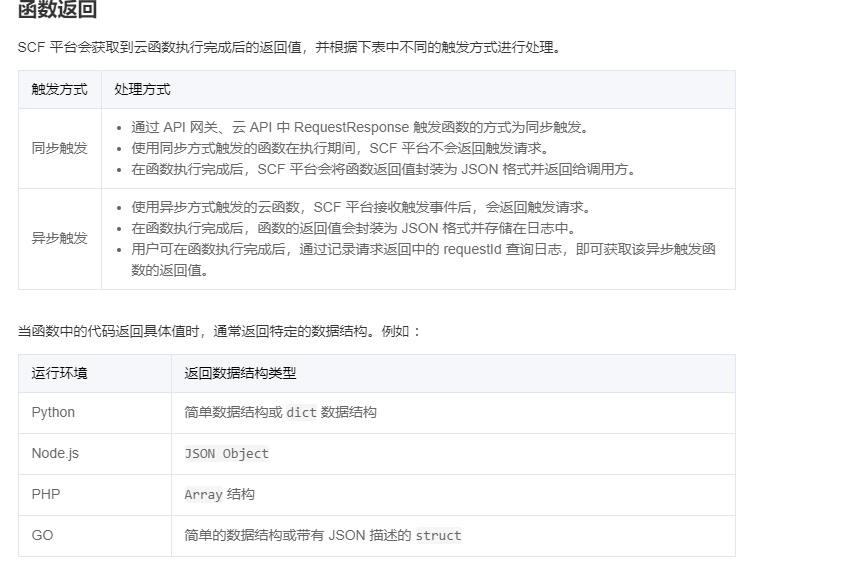 函数返回
SCF 平台会获取到云函数执行完成后的返回值，并根据下表中不同的触发方式进行处理。
触发方式 处理方式
同步触发
• 通过 API 网关、云 API 中 RequestResponse 触发函数的方式为同步触发。
• 使用同步方式触发的函数在执行期间，SCF 平台不会返回触发请求。
• 在函数执行完成后，SCF 平台会将函数返回值封装为 JSON 格式并返回给调用方。
异步触发
• 使用异步方式触发的云函数，SCF 平台接收触发事件后，会返回触发请求。
• 在函数执行完成后，函数的返回值会封装为 JSON 格式并存储在日志中。
• 用户可在函数执行完成后，通过记录请求返回中的 requestId 查询日志，即可获取该异步触发函
数的返回值。
当函数中的代码返回具体值时，通常返回特定的数据结构。例如：
运行环境 返回数据结构类型
Python 简单数据结构或 dict 数据结构
Node.js JSON Object
PHP Array 结构
GO 简单的数据结构或带有 JSON 描述的 struct